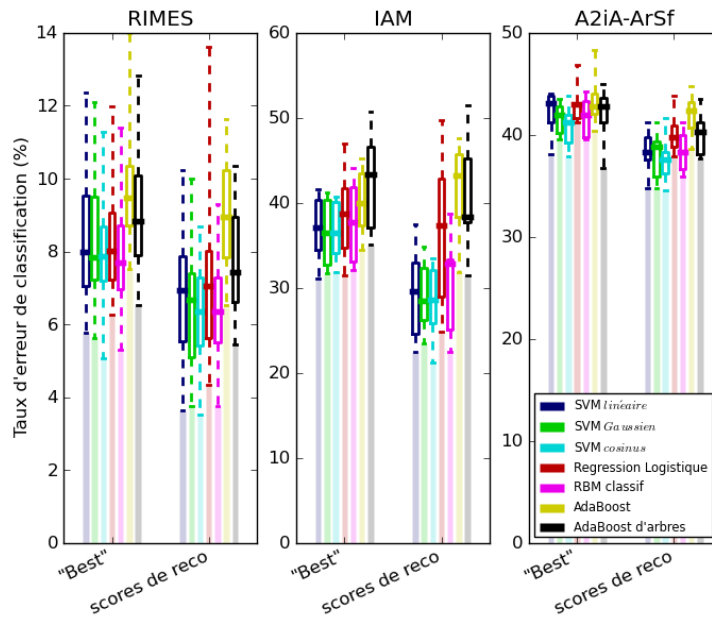 RIMES
IAM
A2iA-ArSf
Taux d'erreur de classification (%)
14
12
10
8
6
4
2
0
"Best"
scores de reco
60
50
40
30
20
10
0
"Best"
scores de reco
50
40
30
20
10
0
"Best"
scores de reco
SVM linéaire
SVM Gaussien
SVM cosinus
Regression Logistique
RBM classif
AdaBoost
AdaBoost d'arbres